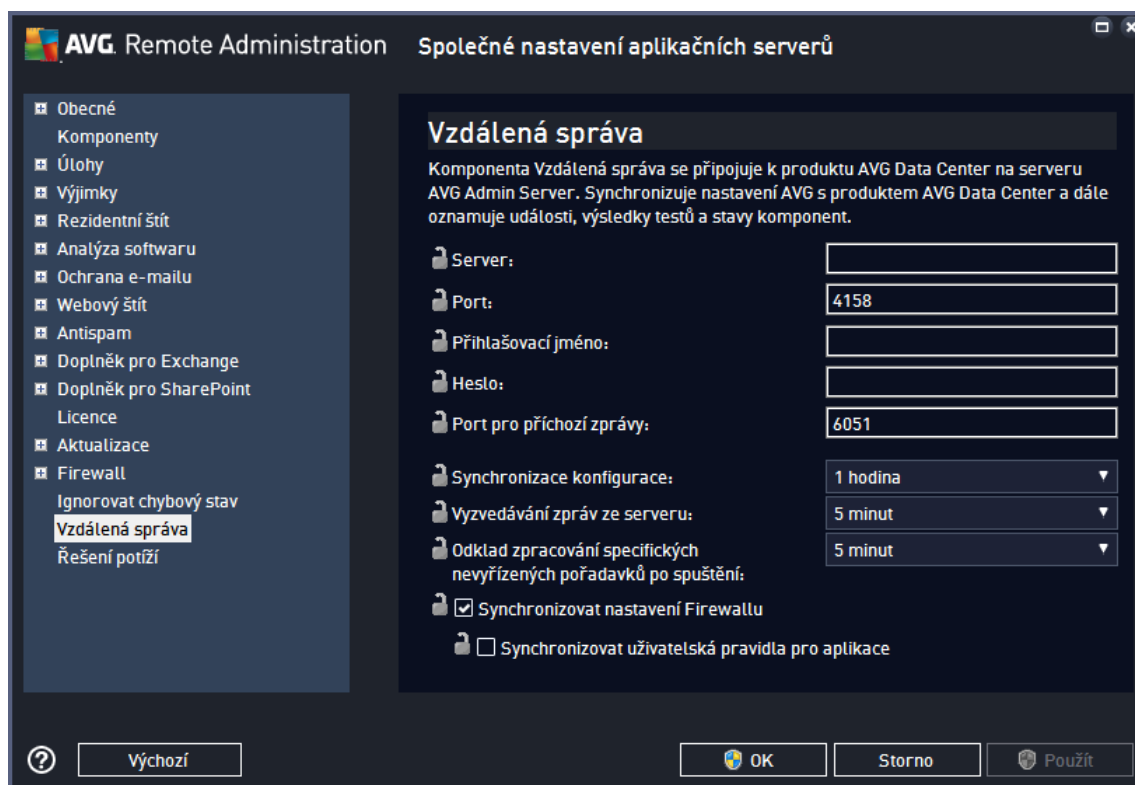 AVG. Remote Administration
Společné nastavení aplikačních serverů
Obecné
Komponenty
Úlohy
Výjimky
Rezidentní štít
Analýza softwaru
Ochrana e-mailu
Webový štít
Antispam
Doplněk pro Exchange
Doplněk pro SharePoint
Licence
Aktualizace
Firewall
Ignorovat chybový stav
Vzdálená správa
Řešení potíží
Vzdálená správa
Komponenta Vzdálená správa se připojuje k produktu AVG Data Center na serveru
AVG Admin Server. Synchronizuje nastavení AVG s produktem AVG Data Center a dále
oznamuje události, výsledky testů a stavy komponent.
Server:
Port: 4158
Přihlašovací jméno:
Heslo:
Port pro příchozí zprávy: 6051
Synchronizace konfigurace: 1 hodina
Vyzvedávání zpráv ze serveru: 5 minut
Odklad zpracování specifických 5 minut
nevyřízených pořadavků po spuštění:
Synchronizovat nastavení Firewallu
Synchronizovat uživatelská pravidla pro aplikace
Výchozí
OK
Storno
Použít